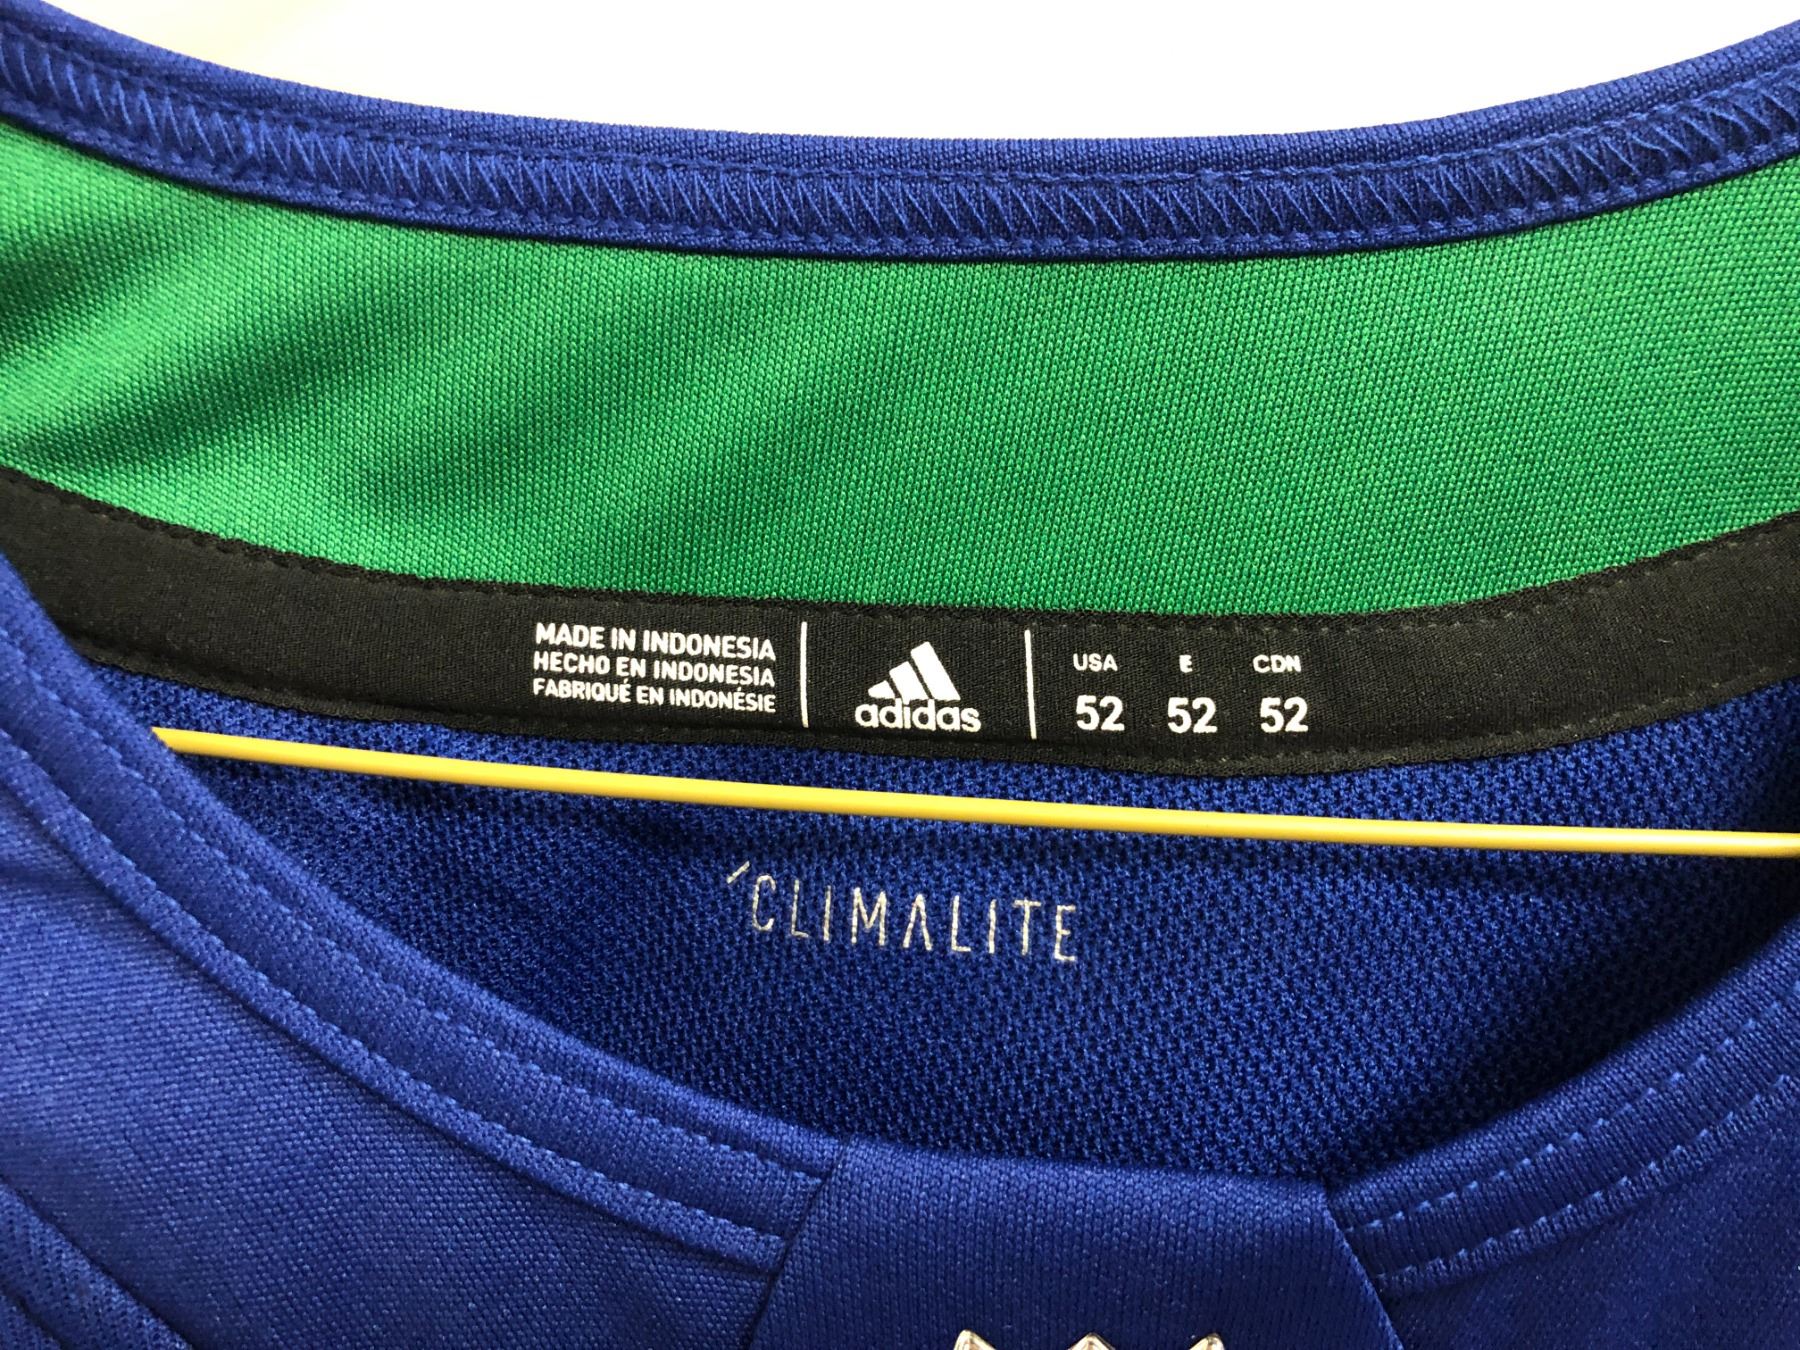 MADE IN INDONESIA
HECHO EN INDONESIA
FABRIQUÉ EN INDONÉSIE
adidas
USA E CDN
52 52 52
CLIMALITE